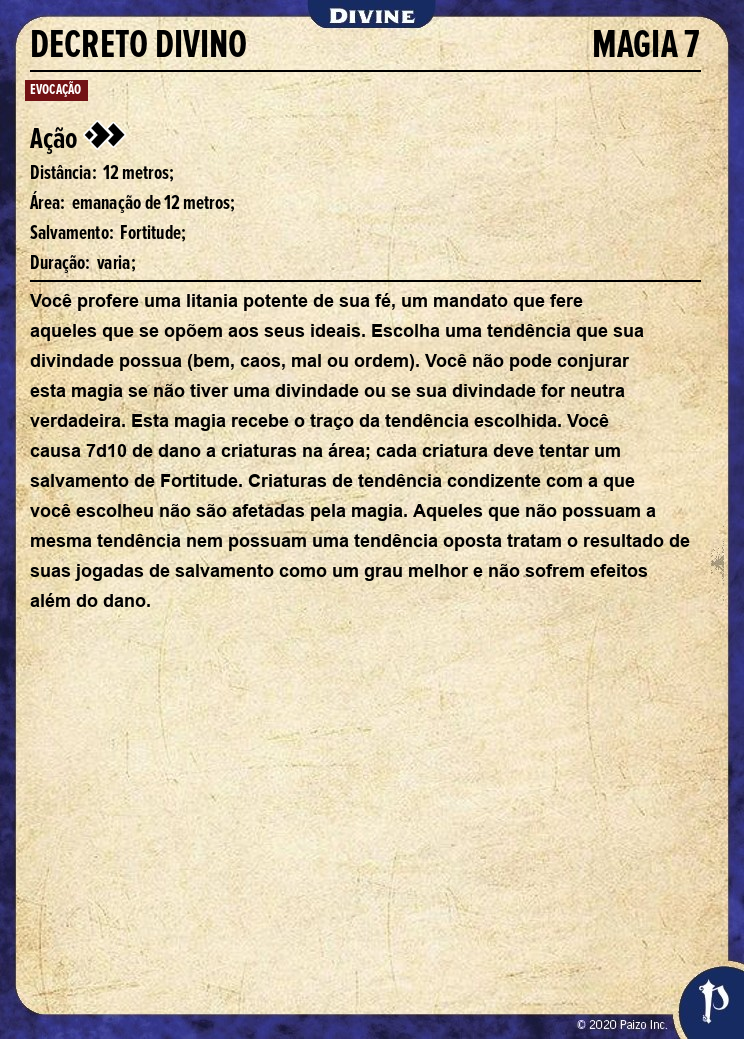 DIVINE
DECRETO DIVINO MAGIA 7
EVOCAÇÃO
Ação
Distância: 12 metros;
Área: emanação de 12 metros;
Salvamento: Fortitude;
Duração: varia;
Você profere uma litania potente de sua fé, um mandato que fere
aqueles que se opõem aos seus ideais. Escolha uma tendência que sua
divindade possua (bem, caos, mal ou ordem). Você não pode conjurar
esta magia se não tiver uma divindade ou se sua divindade for neutra
verdadeira. Esta magia recebe o traço da tendência escolhida. Você
causa 7d10 de dano a criaturas na área; cada criatura deve tentar um
salvamento de Fortitude. Criaturas de tendência condizente com a que
você escolheu não são afetadas pela magia. Aqueles que não possuam a
mesma tendência nem possuam uma tendência oposta tratam o resultado de
suas jogadas de salvamento como um grau melhor e não sofrem efeitos
além do dano.
© 2020 Paizo Inc.
P